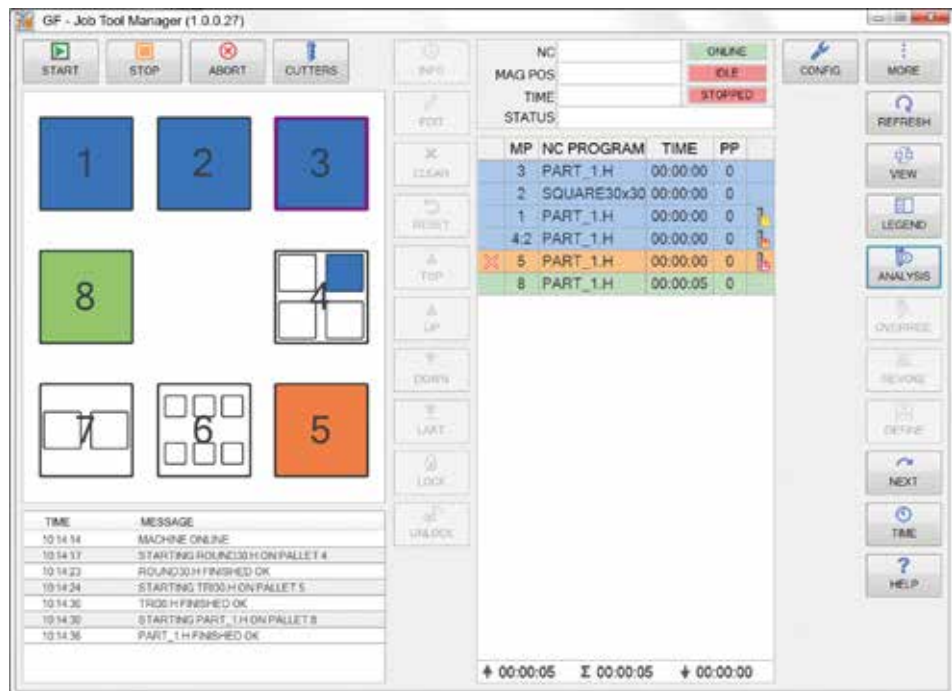 GF - Job Tool Manager (1.0.0.27)
START STOP ABORT CUTTERS
1 2 3
8 4
7 6 5
TIME MESSAGE
10:14:14 MACHINE ONLINE
10:14:17 STARTING ROUND30.H ON PALLET 4
10:14:23 ROUND30.H FINISHED OK
10:14:24 STARTING TRI30.H ON PALLET 5
10:14:30 TRI30.H FINISHED OK
10:14:30 STARTING PART_1.H ON PALLET 8
10:14:36 PART_1.H FINISHED OK
INFO
EDIT
CLEAR
RESET
TOP
UP
DOWN
LAST
LOCK
UNLOCK
NC ONLINE
MAG POS IDLE
TIME STOPPED
STATUS
MP NC PROGRAM TIME PP
3 PART_1.H 00:00:00 0
2 SQUARE30x30 00:00:00 0
1 PART_1.H 00:00:00 0
4:2 PART_1.H 00:00:00 0
5 PART_1.H 00:00:00 0
8 PART_1.H 00:00:05 0
00:00:05 Σ 00:00:05 00:00:00
CONFIG
MORE
REFRESH
VIEW
LEGEND
ANALYSIS
OVERRIDE
REVOKE
DEFINE
NEXT
TIME
HELP